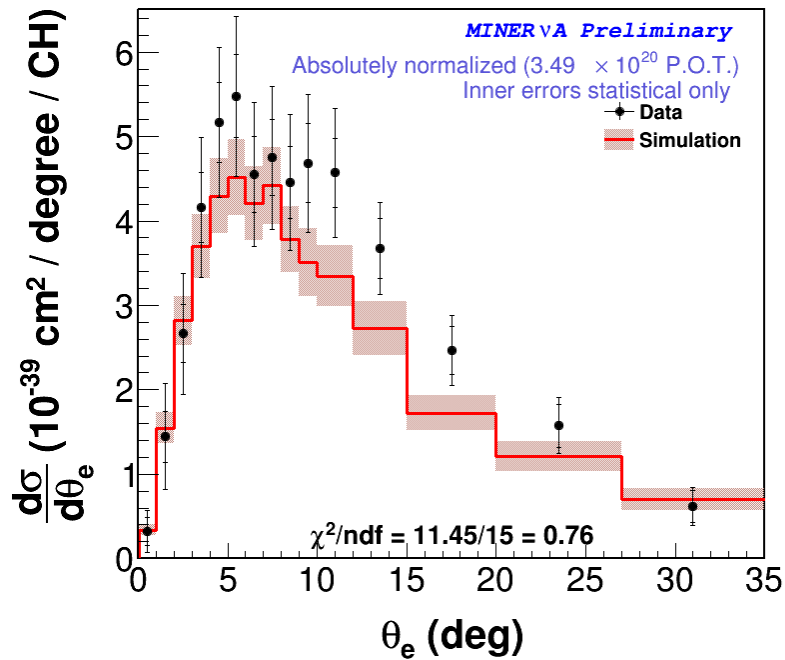 MINERνA Preliminary
Absolutely normalized (3.49 × 10²⁰ P.O.T.)
Inner errors statistical only
Data
Simulation
dσ/dθₑ (10⁻³⁹ cm² / degree / CH)
6
5
4
3
2
1
0
χ²/ndf = 11.45/15 = 0.76
0 5 10 15 20 25 30 35
θₑ (deg)